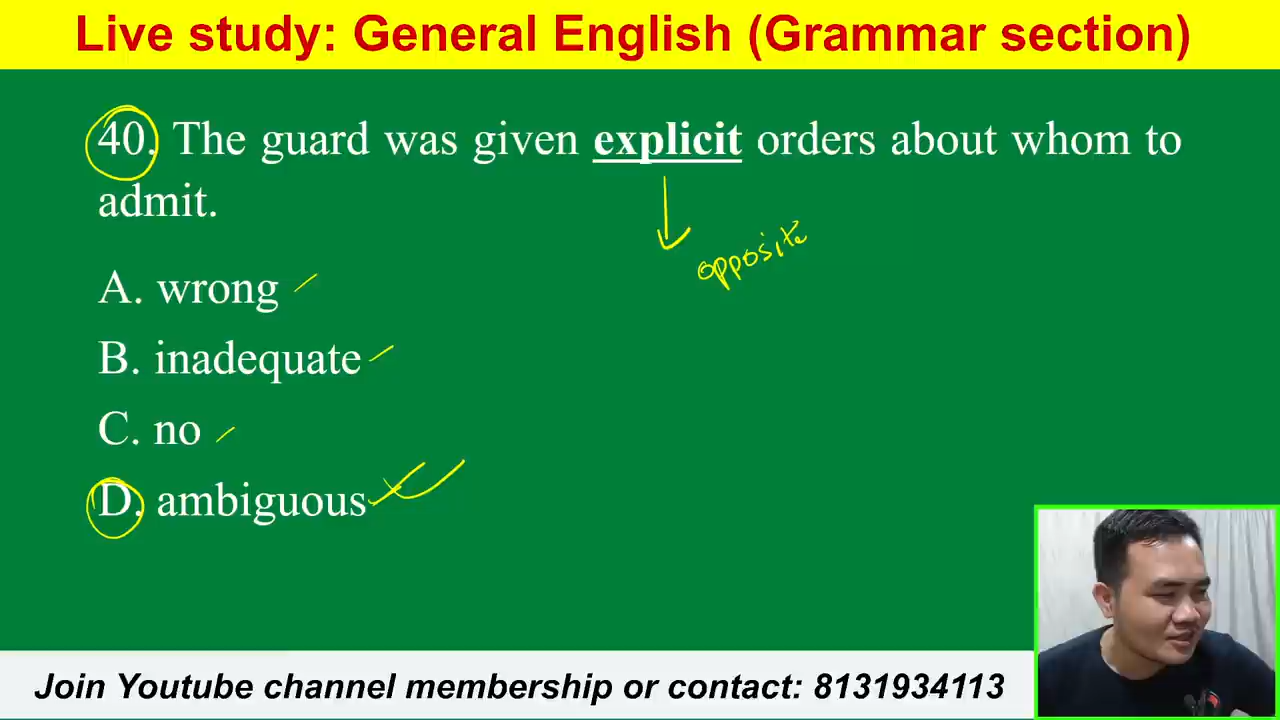 Live study: General English (Grammar section)
40. The guard was given explicit orders about whom to
admit.
opposite
A. wrong
B. inadequate
C. no
D. ambiguous
Join Youtube channel membership or contact: 8131934113